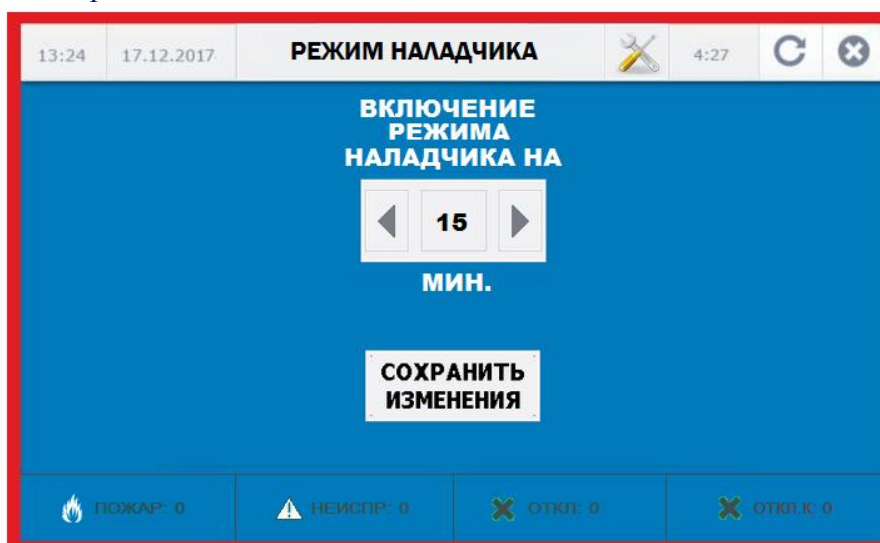 13:24 17.12.2017 РЕЖИМ НАЛАДЧИКА 4:27
ВКЛЮЧЕНИЕ
РЕЖИМА
НАЛАДЧИКА НА
15
МИН.
СОХРАНИТЬ
ИЗМЕНЕНИЯ
ПОЖАР: 0 НЕИСПР: 0 ОТКЛ: 0 ОТКЛ.К: 0